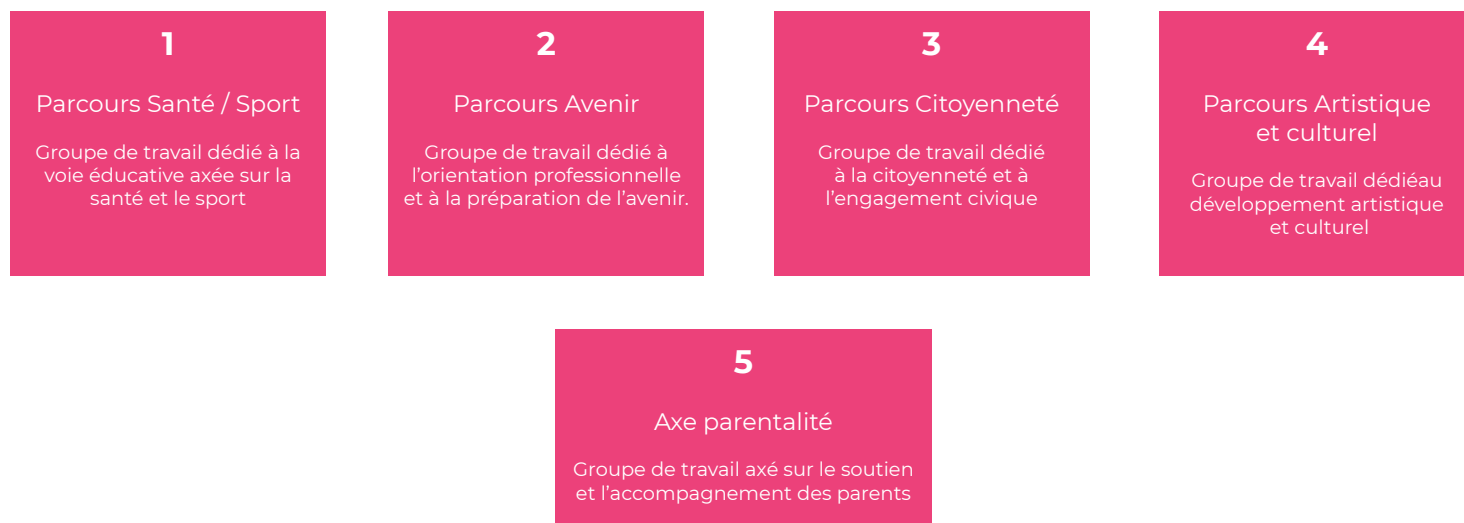 1
Parcours Santé / Sport
Groupe de travail dédié à la
voie éducative axée sur la
santé et le sport
2
Parcours Avenir
Groupe de travail dédié à
l’orientation professionnelle
et à la préparation de l’avenir.
3
Parcours Citoyenneté
Groupe de travail dédié
à la citoyenneté et à
l’engagement civique
4
Parcours Artistique
et culturel
Groupe de travail dédiéau
développement artistique
et culturel
5
Axe parentalité
Groupe de travail axé sur le soutien
et l’accompagnement des parents